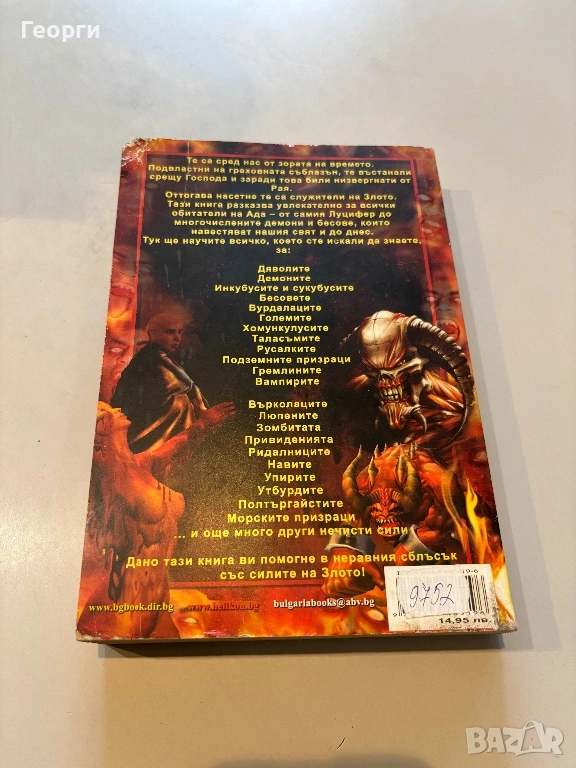 Георги
Те са сред нас от зората на времето.
Подвластни на греховната съблазън, те въстанали
срещу Господа и заради това били низвергнати от
Рая.
Оттогава насетне те са служители на Злото.
Тази книга разказва увлекателно за всички
обитатели на Ада – от самия Луцифер до
многочислените демони и бесове, които
навестяват нашия свят и до днес.
Тук ще научите всичко, което сте искали да знаете,
за:
Дяволите
Демоните
Инкубусите и сукубусите
Бесовете
Вурдалаците
Големите
Хомункулусите
Таласъмите
Русалките
Подземните призраци
Гремлините
Вампирите
Върколаците
Люпените
Зомбитата
Привиденията
Ридалниците
Навите
Упирите
Утбурдите
Полтъргайстите
Морските призраци
... и още много други нечисти сили
Дано тази книга ви помогне в неравния сблъсък
със силите на Злото!
www.bgbook.dir.bg www.helikon.bg bulgariabooks@abv.bg
9752
14.95 лв.
BAZAR